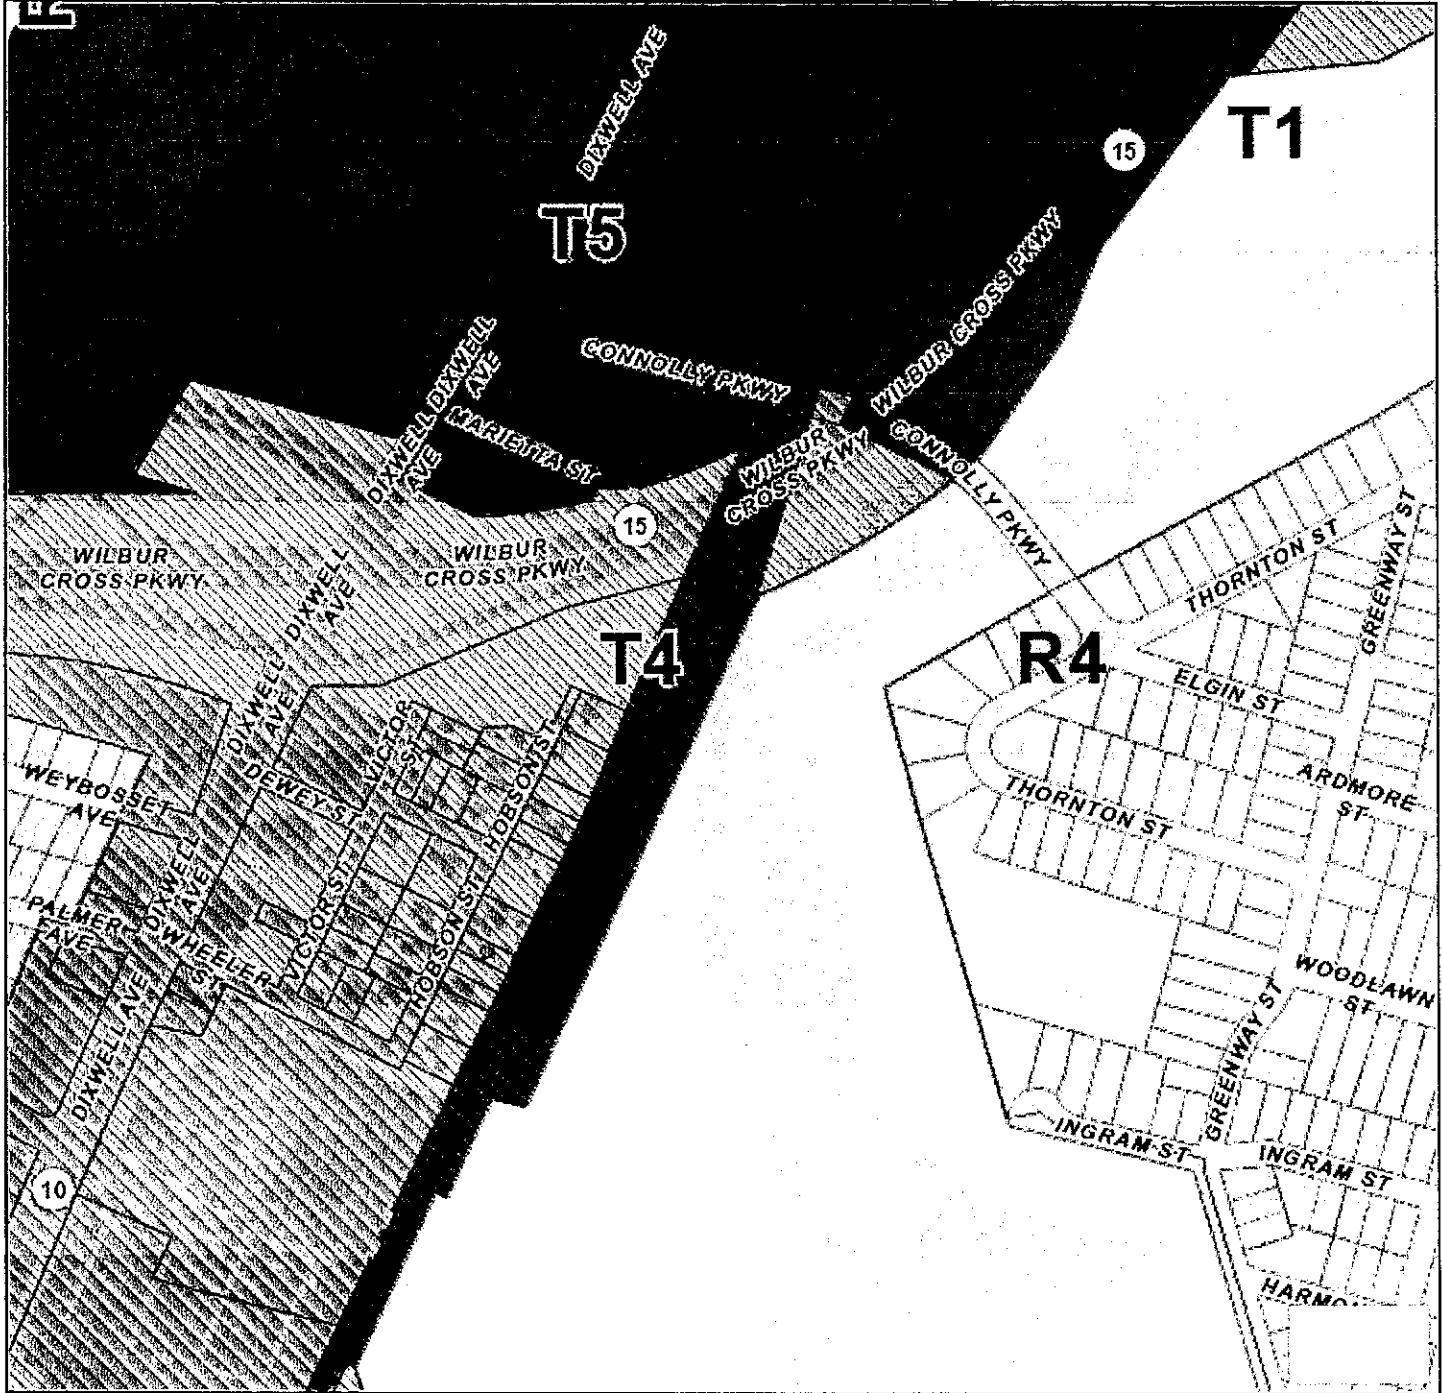 DIXWELL AVE
15
T1
T5
WILBUR CROSS PKWY
DIXWELL
AVE
CONNOLLY PKWY
DIXWELL
AVE
MARIETTA ST
WILBUR
CROSS PKWY
CONNOLLY PKWY
15
WILBUR
CROSS PKWY
WILBUR
CROSS PKWY
DIXWELL
AVE
THORNTON ST
GREENWAY ST
T4
R4
ELGIN ST
DIXWELL
AVE
VICTOR
ST
HOBSON ST
DEWEY ST
WEYBOSSET
AVE
ARDMORE
ST
THORNTON ST
DIXWELL
AVE
VICTOR ST
HOBSON ST
PALMER
AVE
WHEELER
ST
WOODLAWN
ST
DIXWELL AVE
GREENWAY ST
INGRAM ST
INGRAM ST
10